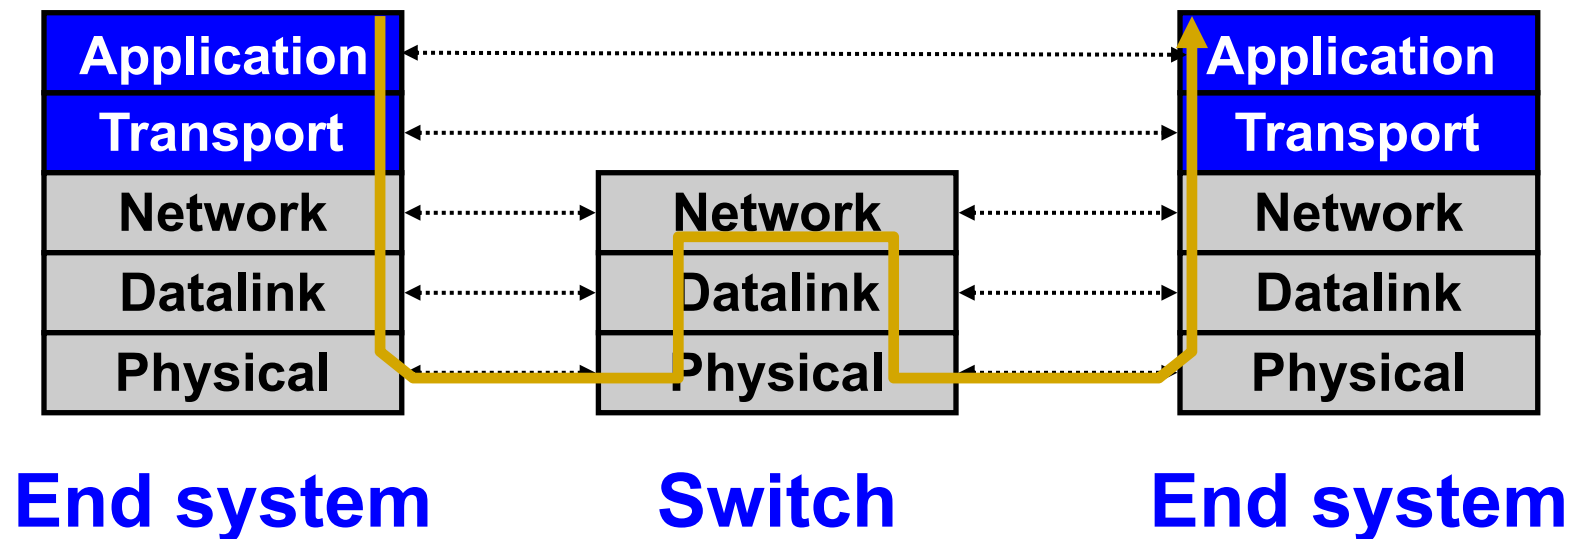 Application
Application
Transport
Transport
Network
Network
Network
Datalink
Datalink
Datalink
Physical
Physical
Physical
End system
Switch
End system